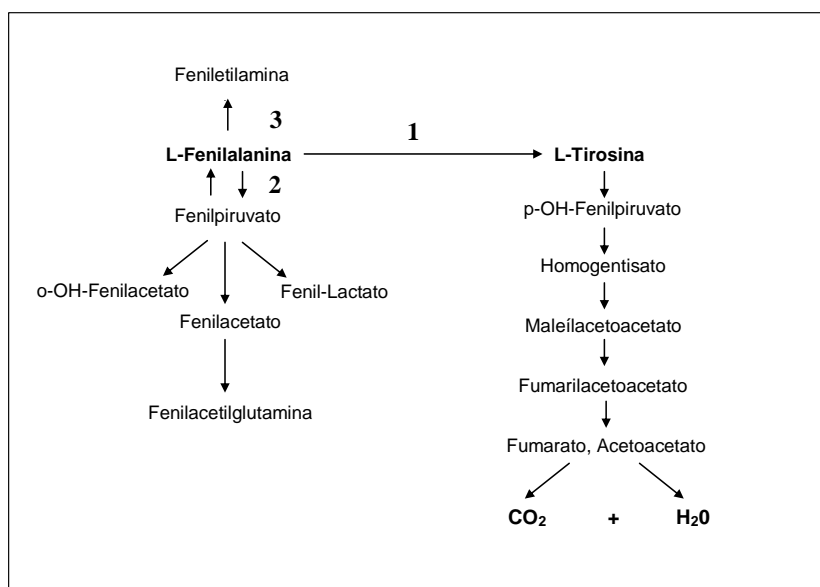 Feniletilamina
3
1
L-Fenilalanina
L-Tirosina
2
Fenilpiruvato
p-OH-Fenilpiruvato
Homogentisato
o-OH-Fenilacetato
Fenil-Lactato
Fenilacetato
Maleílacetoacetato
Fumarilacetoacetato
Fenilacetilglutamina
Fumarato, Acetoacetato
CO₂ + H₂0